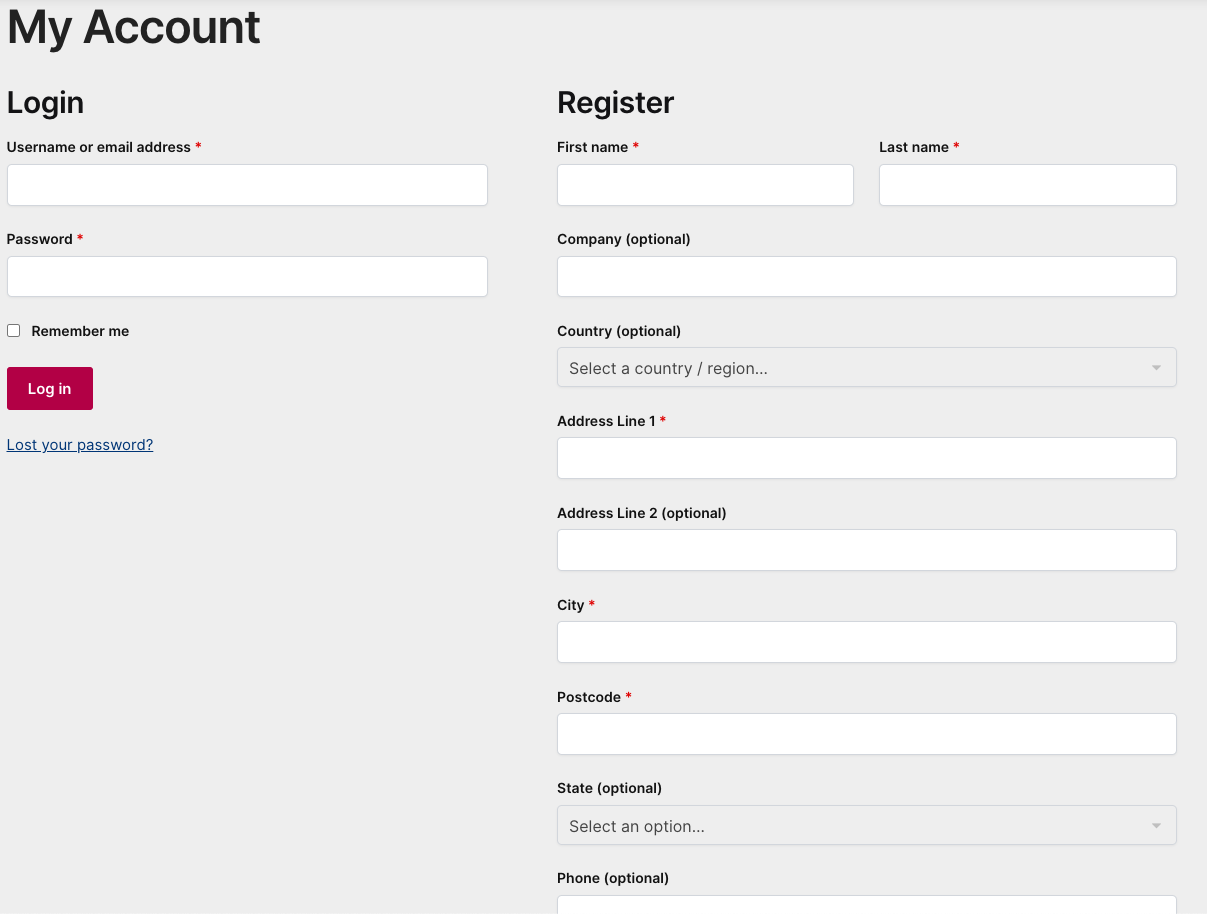 My Account
Login
Username or email address *
Password *
Remember me
Log in
Lost your password?
Register
First name *
Last name *
Company (optional)
Country (optional)
Select a country / region…
Address Line 1 *
Address Line 2 (optional)
City *
Postcode *
State (optional)
Select an option…
Phone (optional)